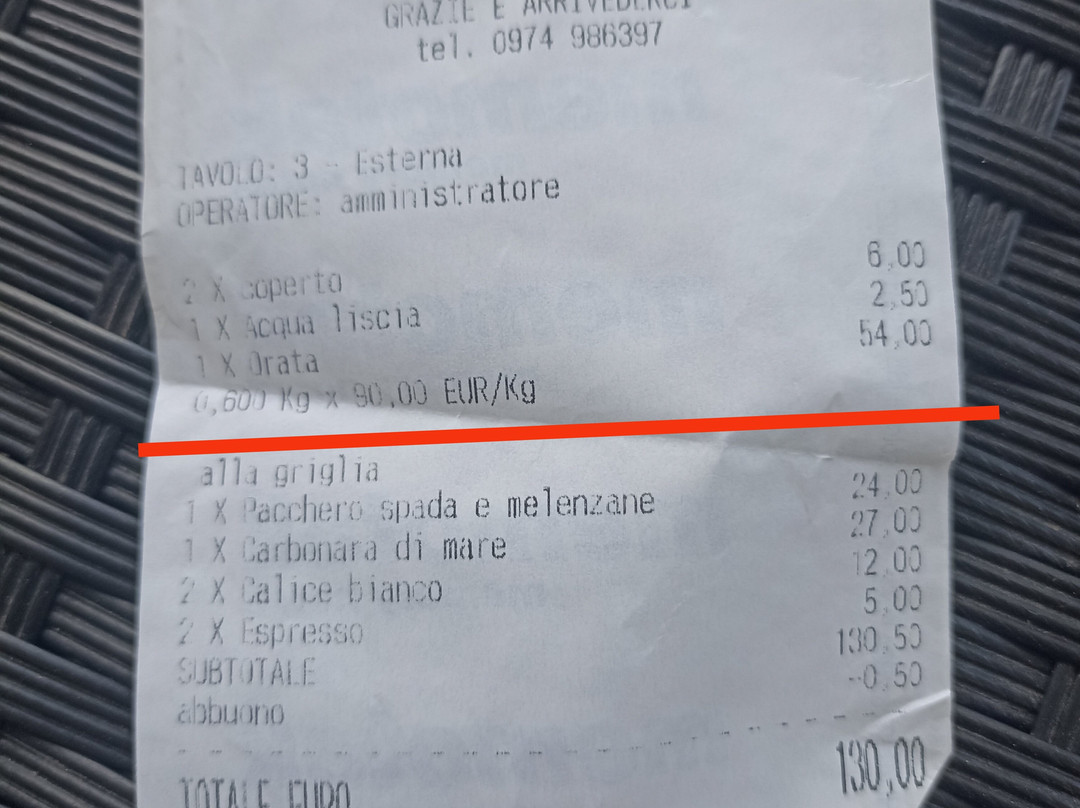 GRAZIE E ARRIVEDERCI
tel. 0974 986397
TAVOLO: 3 - Esterna
OPERATORE: amministratore
2 X coperto 6,00
1 X Acqua liscia 2,50
1 X Orata 54,00
0,600 Kg x 90,00 EUR/Kg
alla griglia
1 X Pacchero spada e melenzane 24,00
1 X Carbonara di mare 27,00
2 X Calice bianco 12,00
2 X Espresso 5,00
SUBTOTALE 130,50
abbuono -0,50
TOTALE EURO 130,00